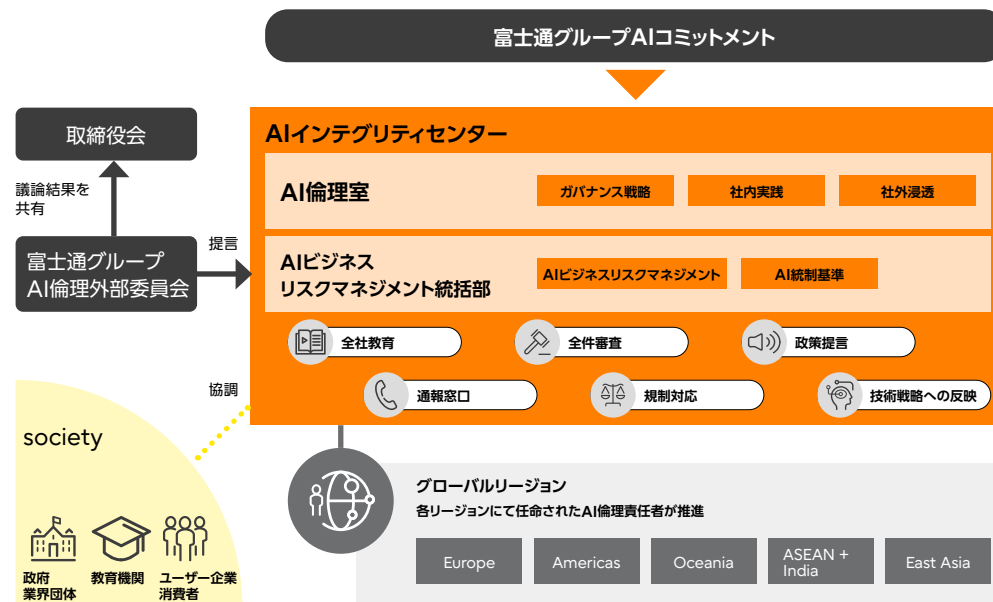 富士通グループAIコミットメント
取締役会
議論結果を
共有
富士通グループ
AI倫理外部委員会
提言
AIインテグリティセンター
AI倫理室
ガバナンス戦略
社内実践
社外浸透
AIビジネス
リスクマネジメント統括部
AIビジネスリスクマネジメント
AI統制基準
全社教育
全件審査
政策提言
通報窓口
規制対応
技術戦略への反映
協調
society
政府
業界団体
教育機関
ユーザー企業
消費者
グローバルリージョン
各リージョンにて任命されたAI倫理責任者が推進
Europe
Americas
Oceania
ASEAN +
India
East Asia